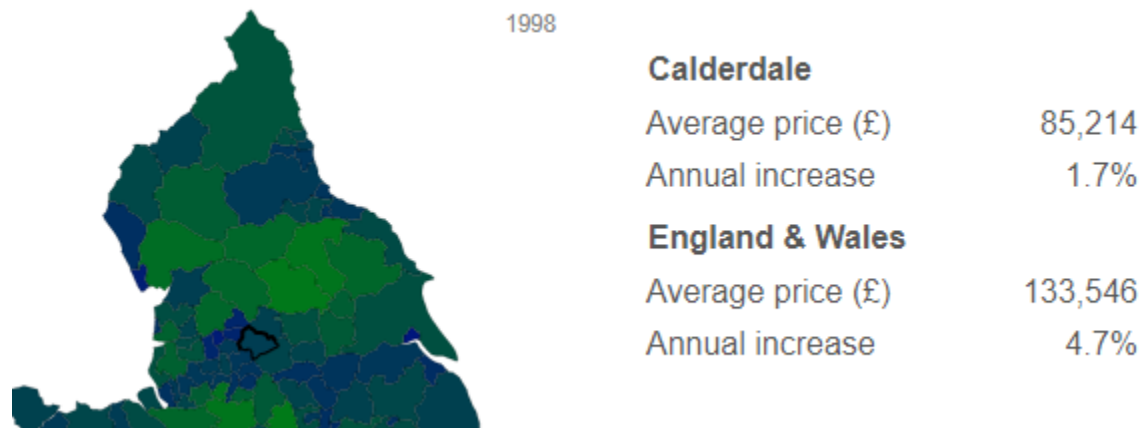 1998
Calderdale
Average price (£) 85,214
Annual increase 1.7%
England & Wales
Average price (£) 133,546
Annual increase 4.7%